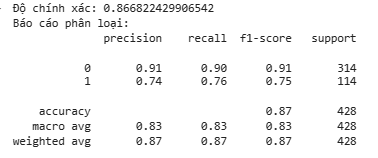 Độ chính xác: 0.866822429906542
Báo cáo phân loại:
precision recall f1-score support
0 0.91 0.90 0.91 314
1 0.74 0.76 0.75 114
accuracy 0.87 428
macro avg 0.83 0.83 0.83 428
weighted avg 0.87 0.87 0.87 428